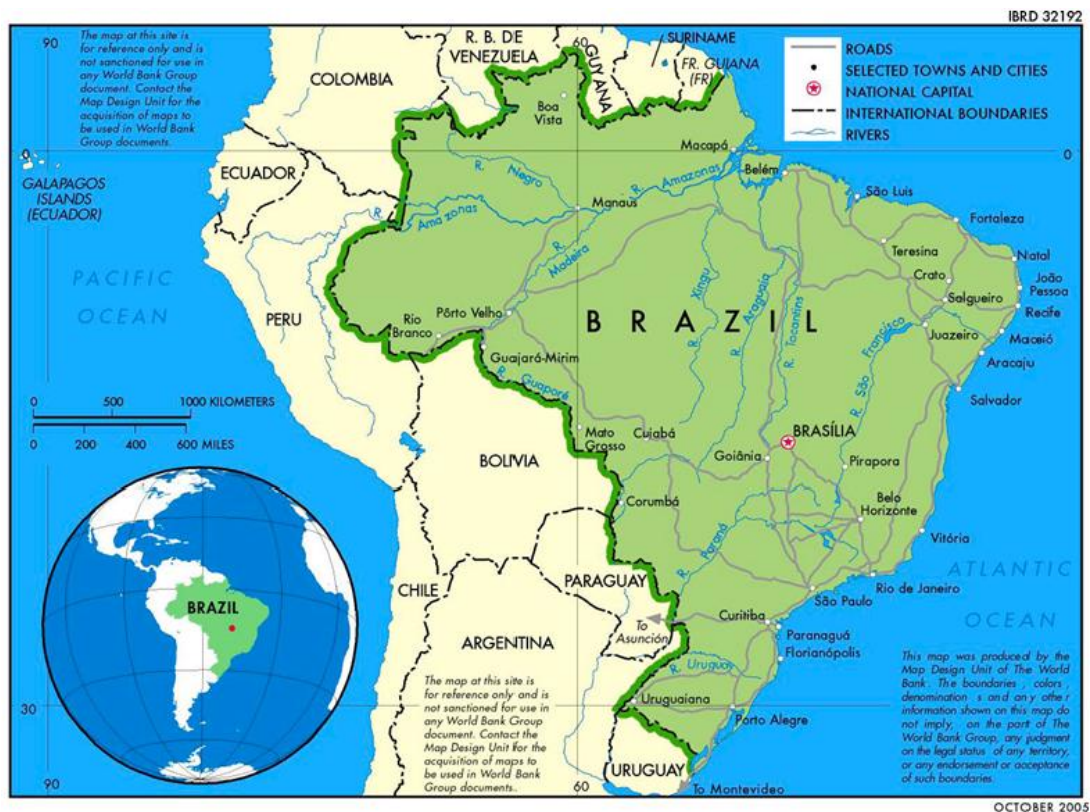 IBRD 32192
90
The map at this site is
for reference only and is
not sanctioned for use in
any World Bank Group
document. Contact the
Map Design Unit for the
acquisition of maps to
be used in World Bank
Group documents.
R. B. DE
VENEZUELA
60
GUYANA
SURINAME
FR. GUIANA
(FR)
COLOMBIA
ROADS
SELECTED TOWNS AND CITIES
NATIONAL CAPITAL
INTERNATIONAL BOUNDARIES
RIVERS
Boa
Vista
0
0
Macapá
Belém
ECUADOR
GALAPAGOS
ISLANDS
(ECUADOR)
R. Negro
R. Amazonas
R. Amazonas
Manaus
São Luis
Fortaleza
R. Madeira
Teresina
Natal
PACIFIC
OCEAN
Crato
João
Pessoa
Salgueiro
Recife
R. Xingu
R. Araguaia
R. Tocantins
R. São Francisco
PERU
Rio
Branco
Pôrto Velho
BRAZIL
Juazeiro
Maceió
Aracaju
Guajaró-Mirim
R. Guaporé
Salvador
0 500 1000 KILOMETERS
0 200 400 600 MILES
Mato
Grosso
Cuiabá
BRASÍLIA
Goiânia
Pirapora
BOLIVIA
Corumbá
Belo
Horizonte
Vitória
R. Paraná
BRAZIL
CHILE
PARAGUAY
São Paulo
Rio de Janeiro
ATLANTIC
OCEAN
To
Asunción
Curitiba
Paranaguá
Florianópolis
ARGENTINA
R. Uruguay
Uruguaiana
Porto Alegre
The map at this site is
for reference only and is
not sanctioned for use in
any World Bank Group
document. Contact the
Map Design Unit for the
acquisition of maps to
be used in World Bank
Group documents.
This map was produced by the
Map Design Unit of The World
Bank. The boundaries, colors,
denominations and any other
information shown on this map do
not imply, on the part of The
World Bank Group, any judgment
on the legal status of any territory,
or any endorsement or acceptance
of such boundaries.
30
URUGUAY
90
60
To Montevideo
OCTOBER 2005